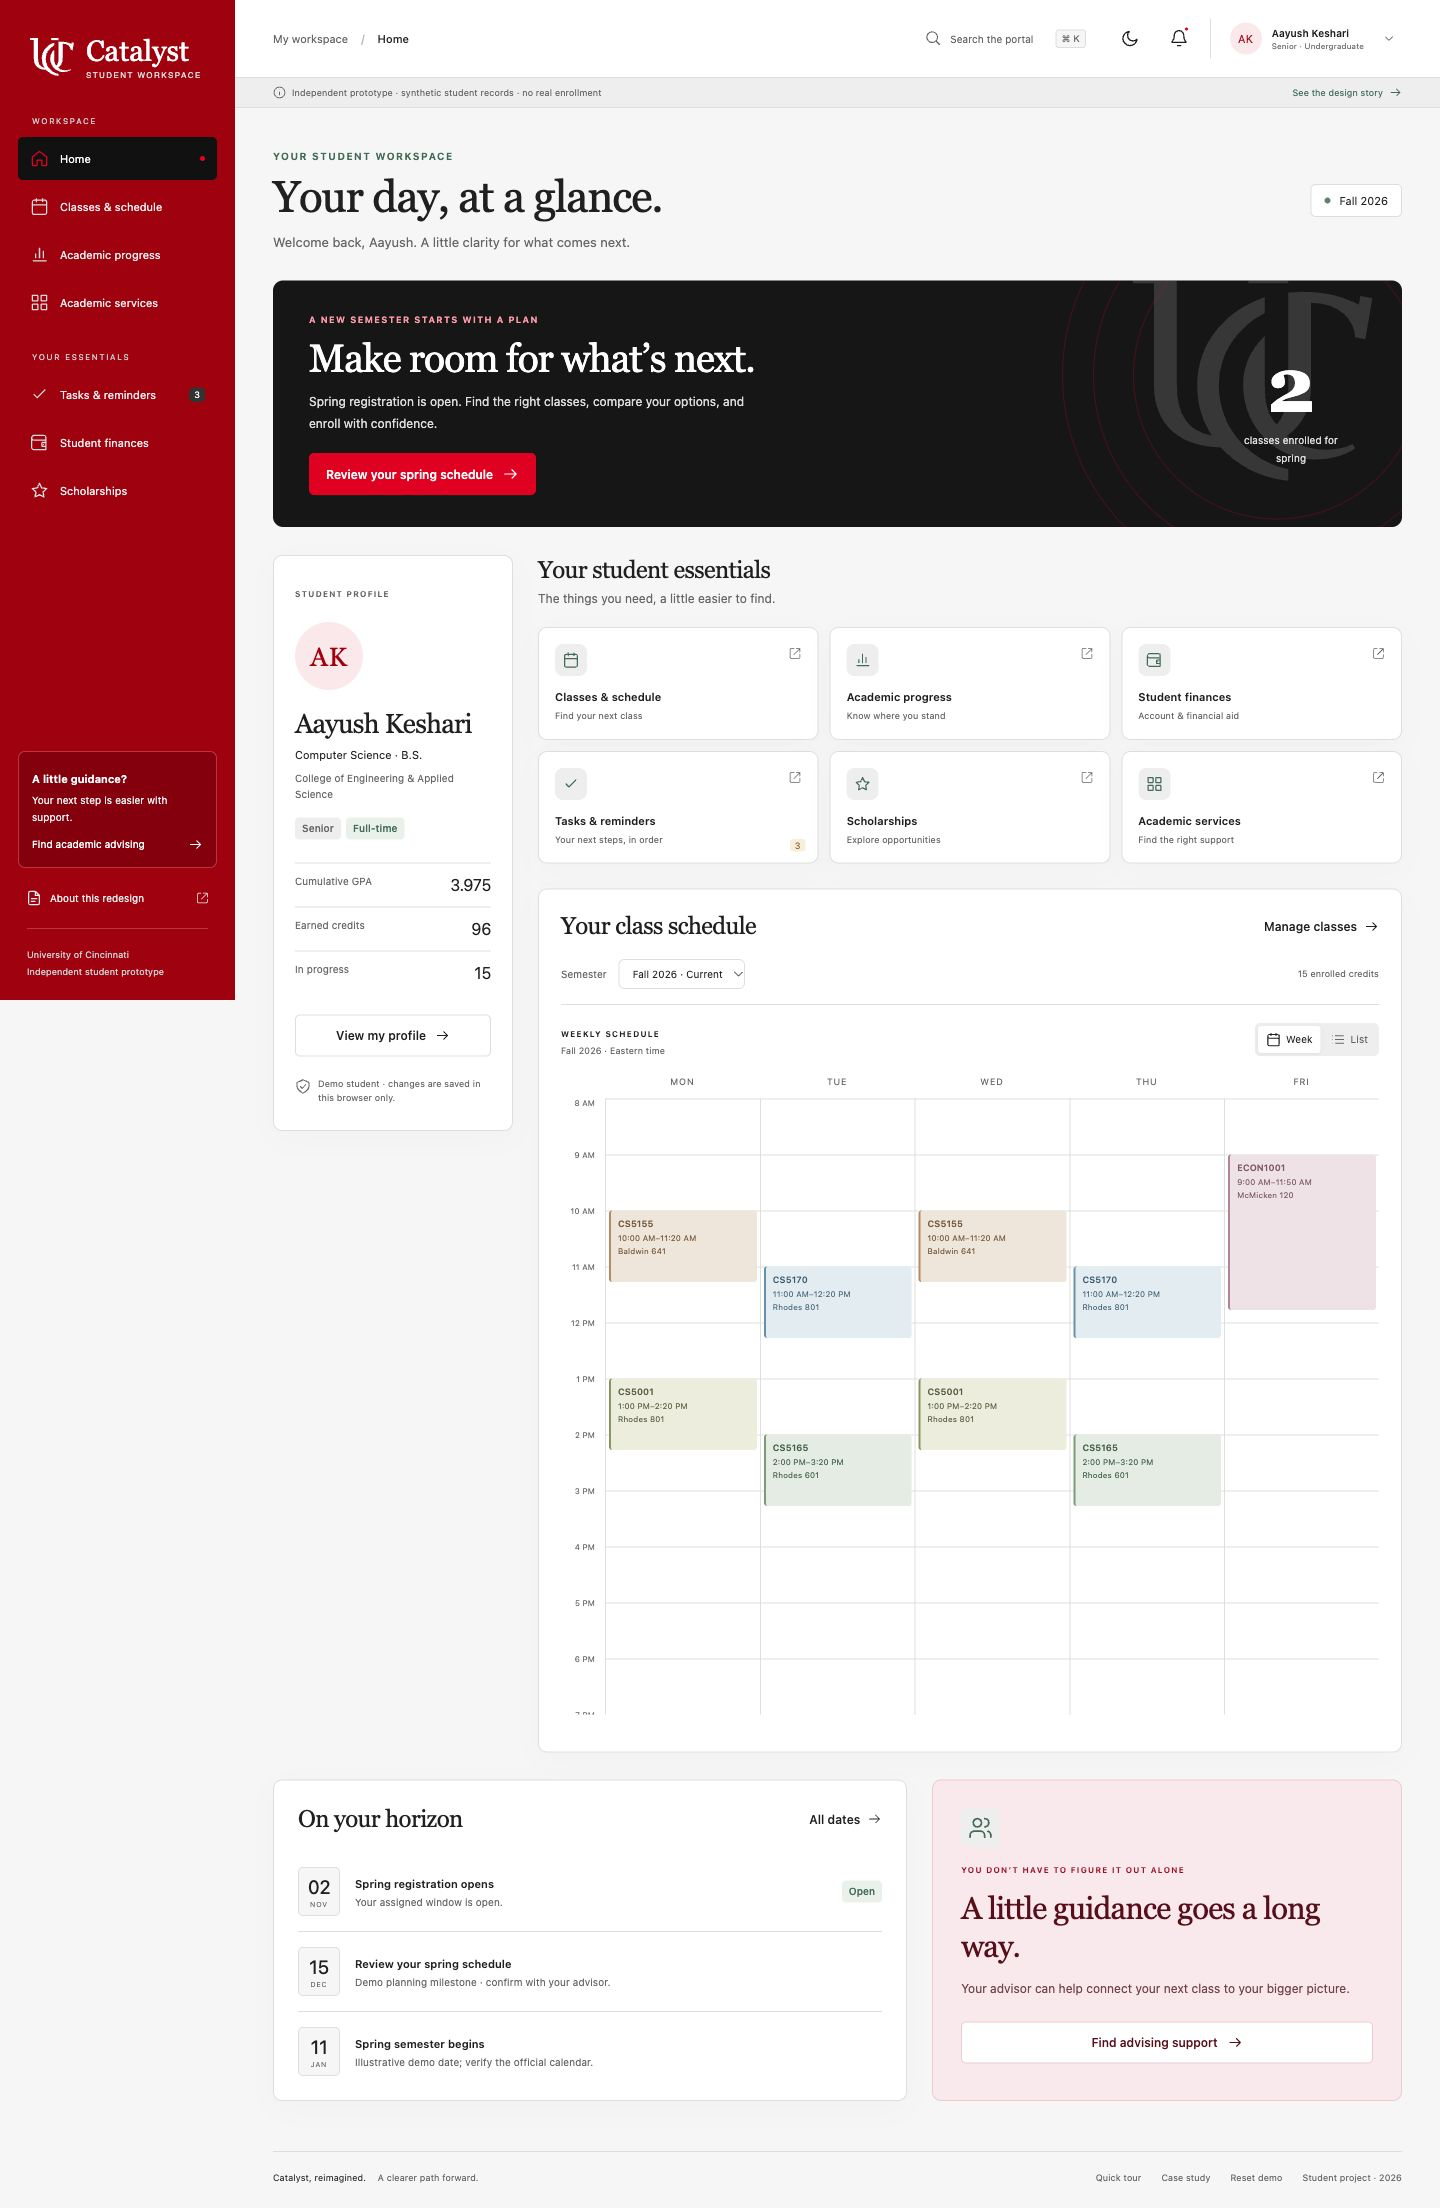 UC Catalyst
STUDENT WORKSPACE
WORKSPACE
Home
Classes & schedule
Academic progress
Academic services
YOUR ESSENTIALS
Tasks & reminders 3
Student finances
Scholarships
A little guidance?
Your next step is easier with
support.
Find academic advising
About this redesign
University of Cincinnati
Independent student prototype
My workspace / Home
Search the portal ⌘ K
AK
Aayush Keshari
Senior · Undergraduate
Independent prototype · synthetic student records · no real enrollment
See the design story
YOUR STUDENT WORKSPACE
Your day, at a glance.
Welcome back, Aayush. A little clarity for what comes next.
Fall 2026
A NEW SEMESTER STARTS WITH A PLAN
Make room for what’s next.
Spring registration is open. Find the right classes, compare your options, and
enroll with confidence.
Review your spring schedule
UC
2
classes enrolled for
spring
STUDENT PROFILE
AK
Aayush Keshari
Computer Science · B.S.
College of Engineering & Applied
Science
Senior Full-time
Cumulative GPA 3.975
Earned credits 96
In progress 15
View my profile
Demo student · changes are saved in
this browser only.
Your student essentials
The things you need, a little easier to find.
Classes & schedule
Find your next class
Academic progress
Know where you stand
Student finances
Account & financial aid
Tasks & reminders
Your next steps, in order
3
Scholarships
Explore opportunities
Academic services
Find the right support
Your class schedule
Manage classes
Semester Fall 2026 · Current
15 enrolled credits
WEEKLY SCHEDULE
Fall 2026 · Eastern time
Week List
MON TUE WED THU FRI
8 AM
9 AM
ECON1001
9:00 AM–11:50 AM
McMicken 120
10 AM
CS5155
10:00 AM–11:20 AM
Baldwin 641
CS5155
10:00 AM–11:20 AM
Baldwin 641
11 AM
CS5170
11:00 AM–12:20 PM
Rhodes 801
CS5170
11:00 AM–12:20 PM
Rhodes 801
12 PM
1 PM
CS5001
1:00 PM–2:20 PM
Rhodes 801
CS5001
1:00 PM–2:20 PM
Rhodes 801
2 PM
CS5165
2:00 PM–3:20 PM
Rhodes 601
CS5165
2:00 PM–3:20 PM
Rhodes 601
3 PM
4 PM
5 PM
6 PM
7 PM
On your horizon
All dates
02
NOV
Spring registration opens
Your assigned window is open.
Open
15
DEC
Review your spring schedule
Demo planning milestone · confirm with your advisor.
11
JAN
Spring semester begins
Illustrative demo date; verify the official calendar.
YOU DON’T HAVE TO FIGURE IT OUT ALONE
A little guidance goes a long
way.
Your advisor can help connect your next class to your bigger picture.
Find advising support
Catalyst, reimagined. A clearer path forward.
Quick tour Case study Reset demo Student project · 2026